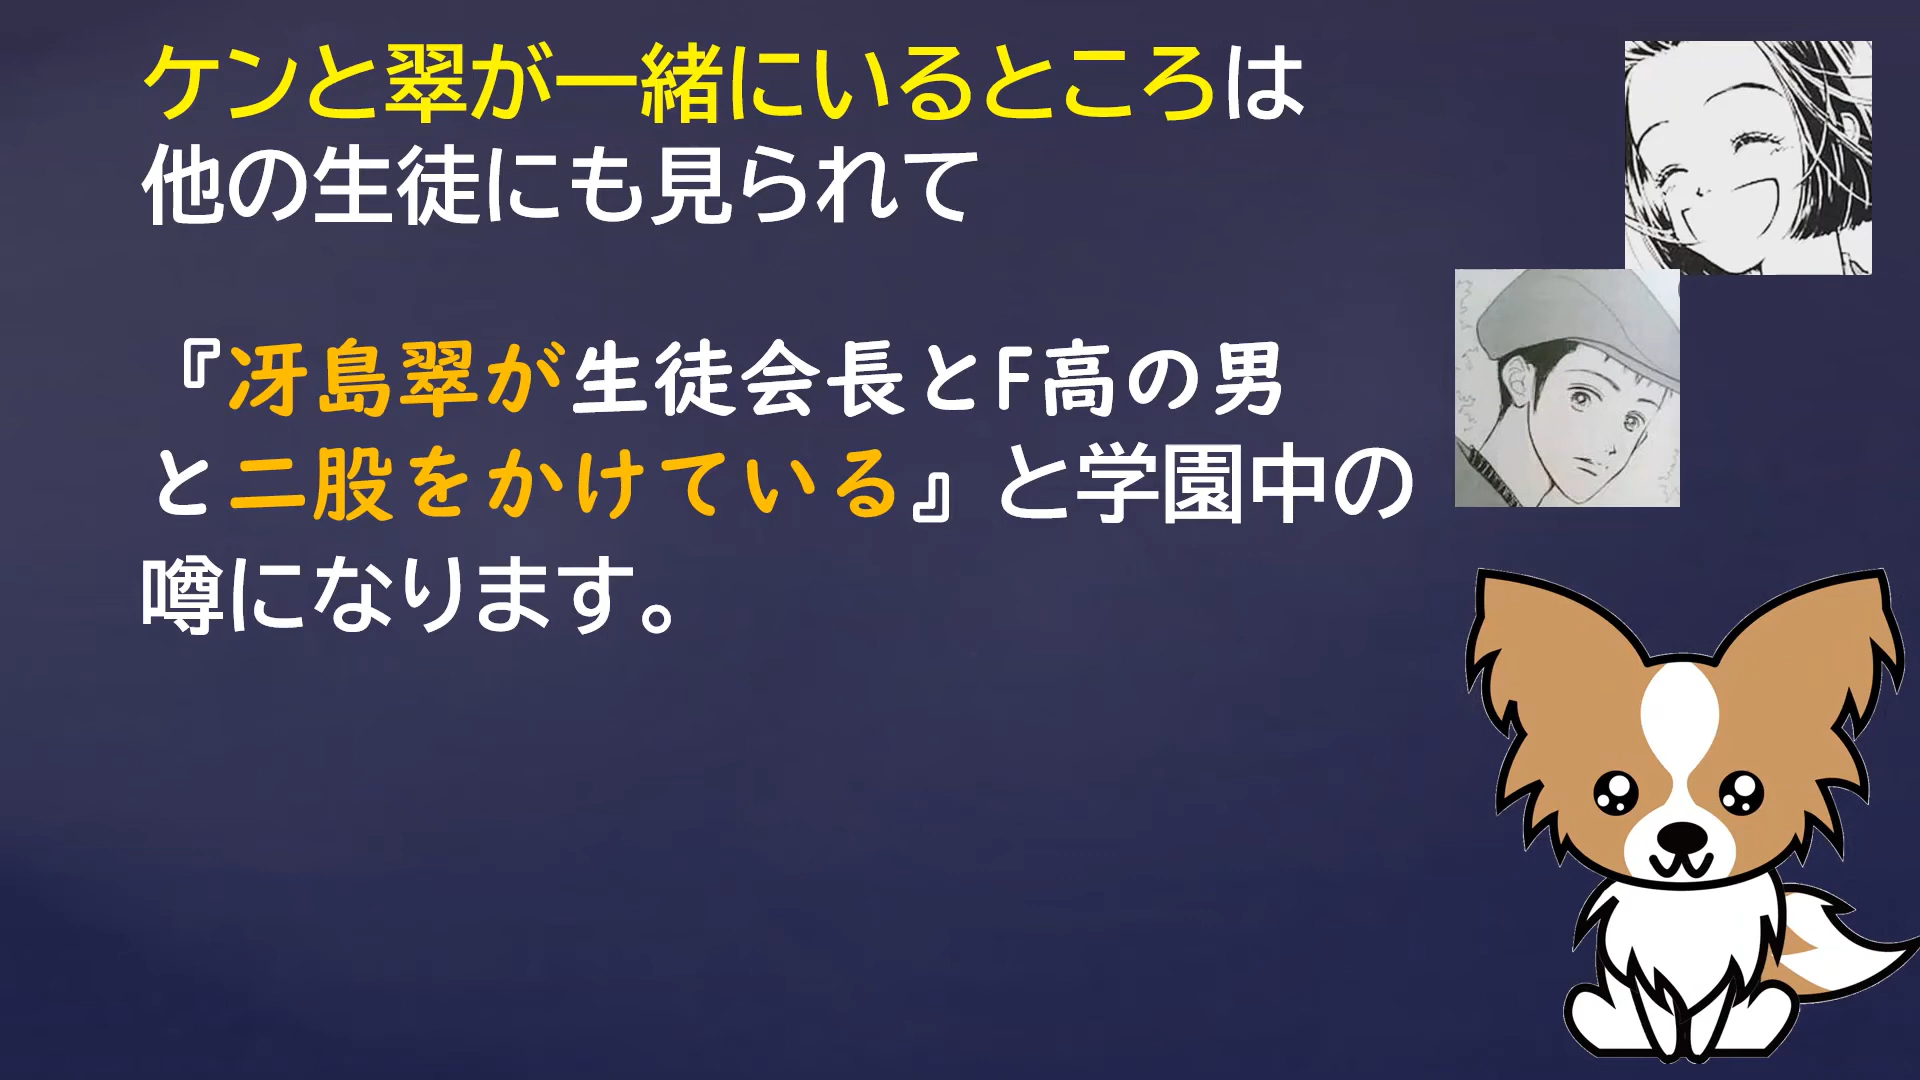 ケンと翠が一緒にいるところは
他の生徒にも見られて
『冴島翠が生徒会長とF高の男
と二股をかけている』と学園中の
噂になります。